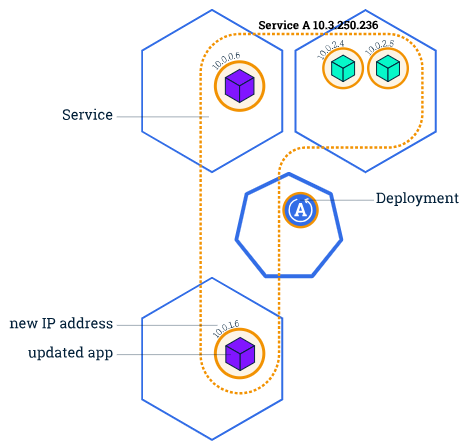 Service A 10.3.250.236
10.0.0.6
10.0.2.4
10.0.2.5
Service
Deployment
A
new IP address
10.0.1.6
updated app